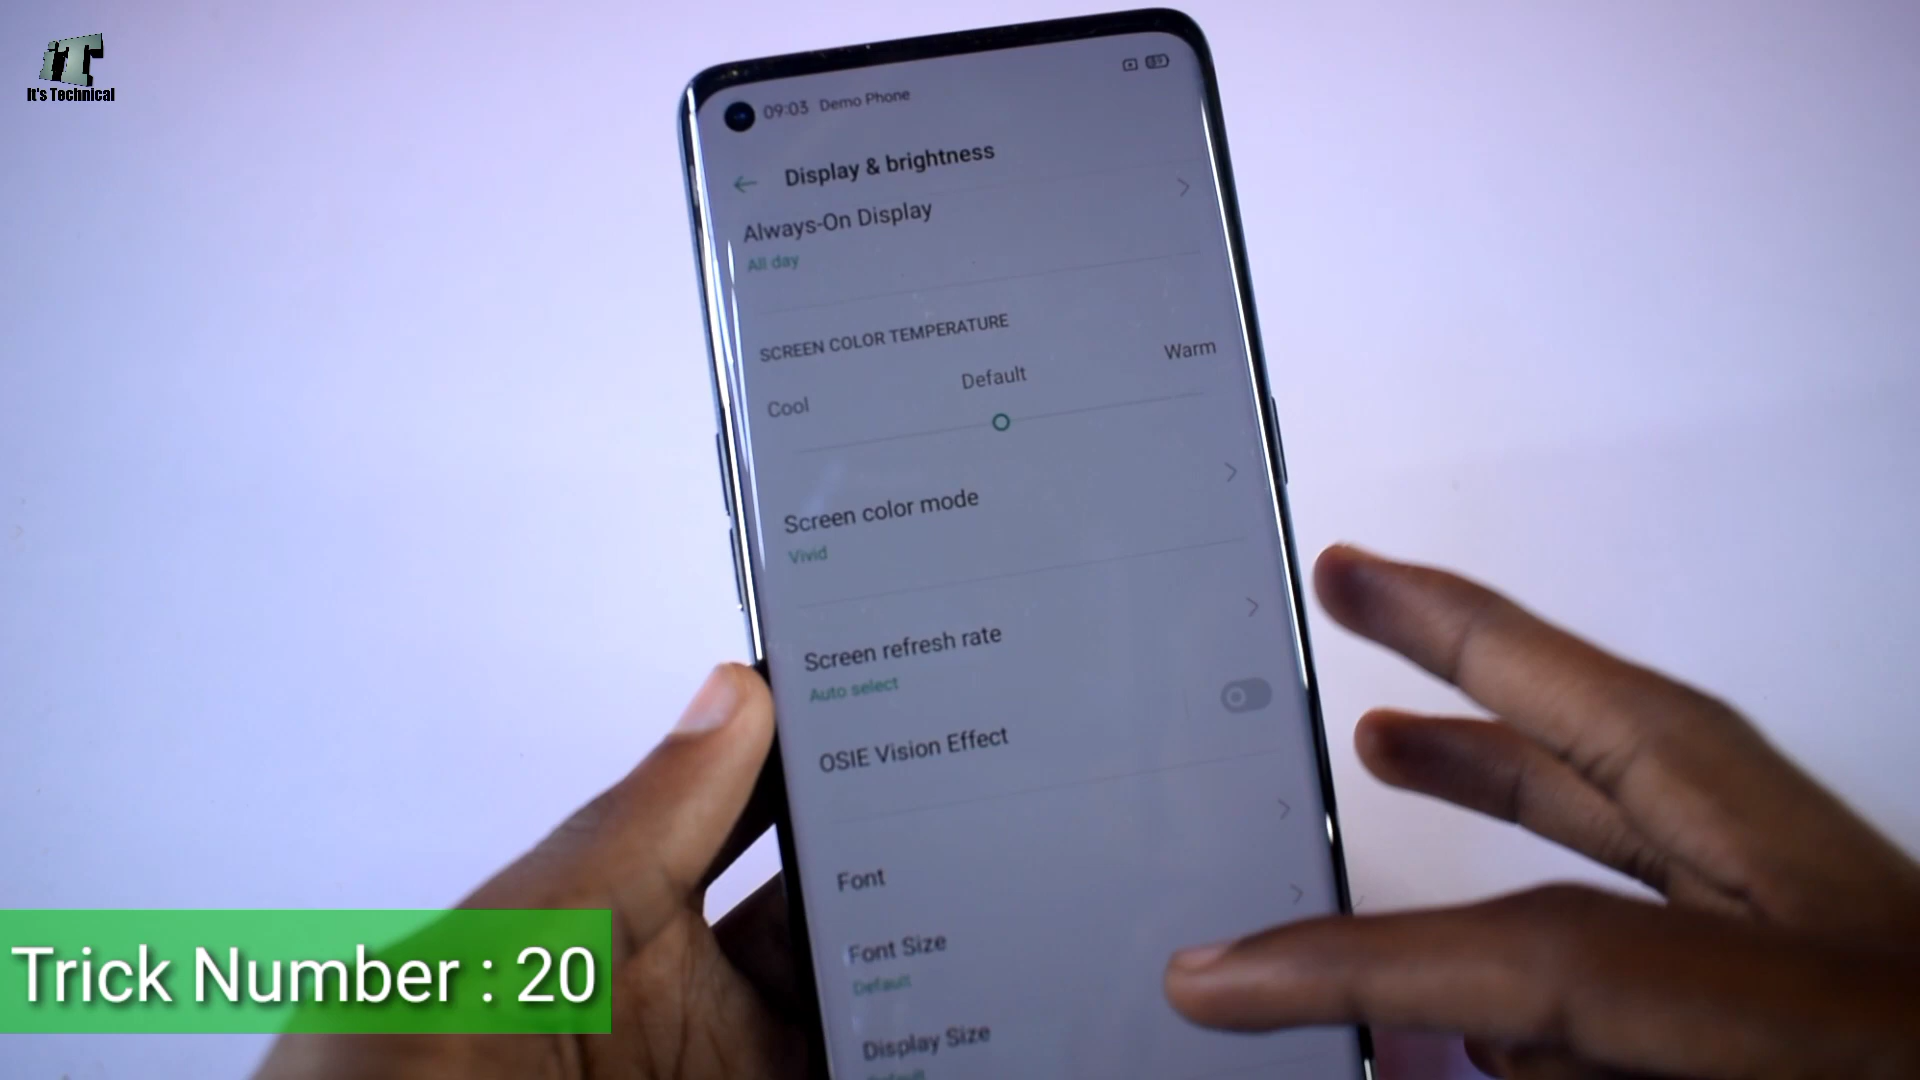 iT
It's Technical
09:03 Demo Phone
Display & brightness
Always-On Display
All day
SCREEN COLOR TEMPERATURE
Cool Default Warm
Screen color mode
Vivid
Screen refresh rate
Auto select
OSIE Vision Effect
Font
Font Size
Default
Display Size
Default
Trick Number : 20